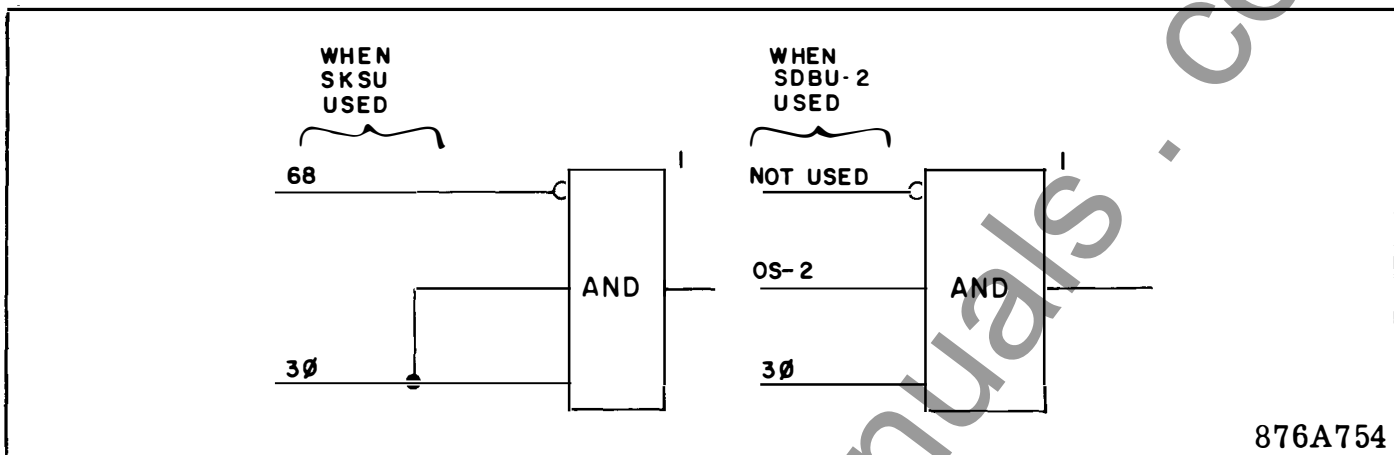 WHEN
SKSU
USED
WHEN
SDBU-2
USED
68
1
NOT USED
1
AND
OS-2
AND
3Ø
3Ø
876A754